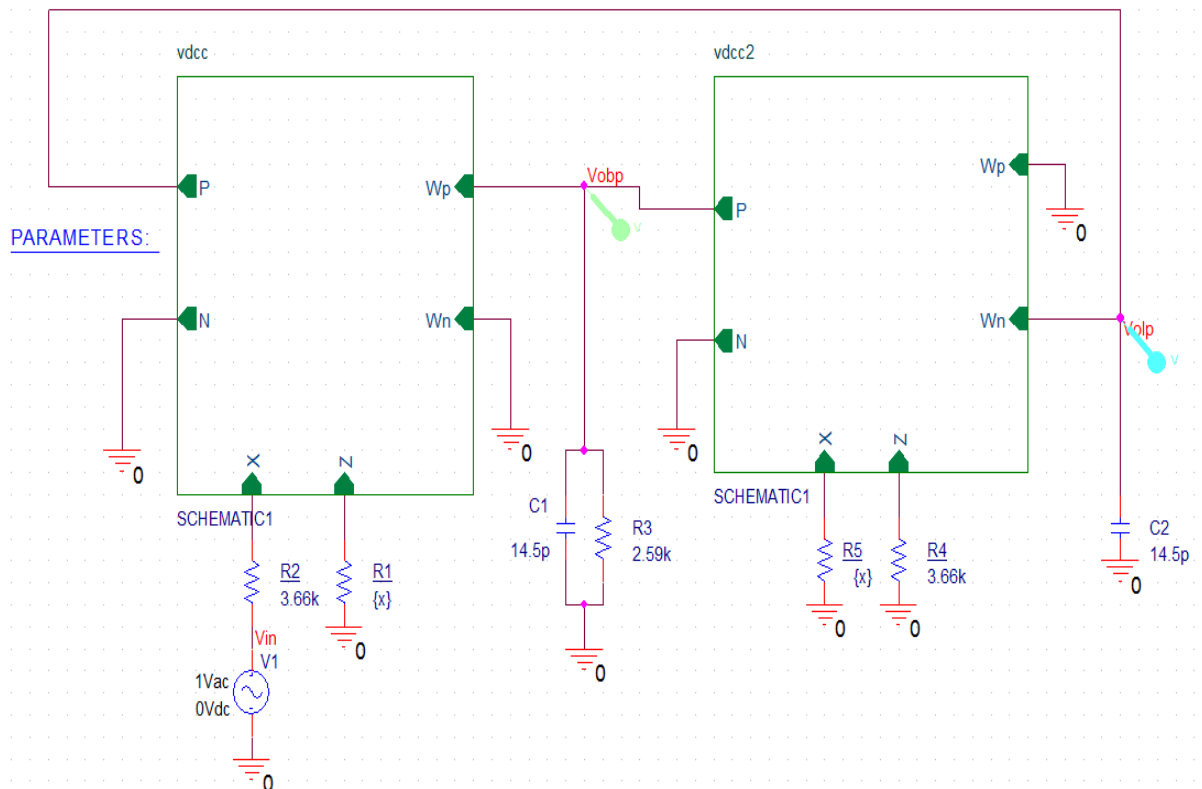 vdcc
vdcc2
P
Wp
Vobp
V
P
Wp
0
PARAMETERS:
N
Wn
0
0
N
0
Wn
Volp
V
X
Z
SCHEMATIC1
X
Z
SCHEMATIC1
C1
14.5p
R3
2.59k
0
R2
3.66k
R1
{x}
0
R5
{x}
0
R4
3.66k
0
C2
14.5p
0
Vin
V1
1Vac
0Vdc
0